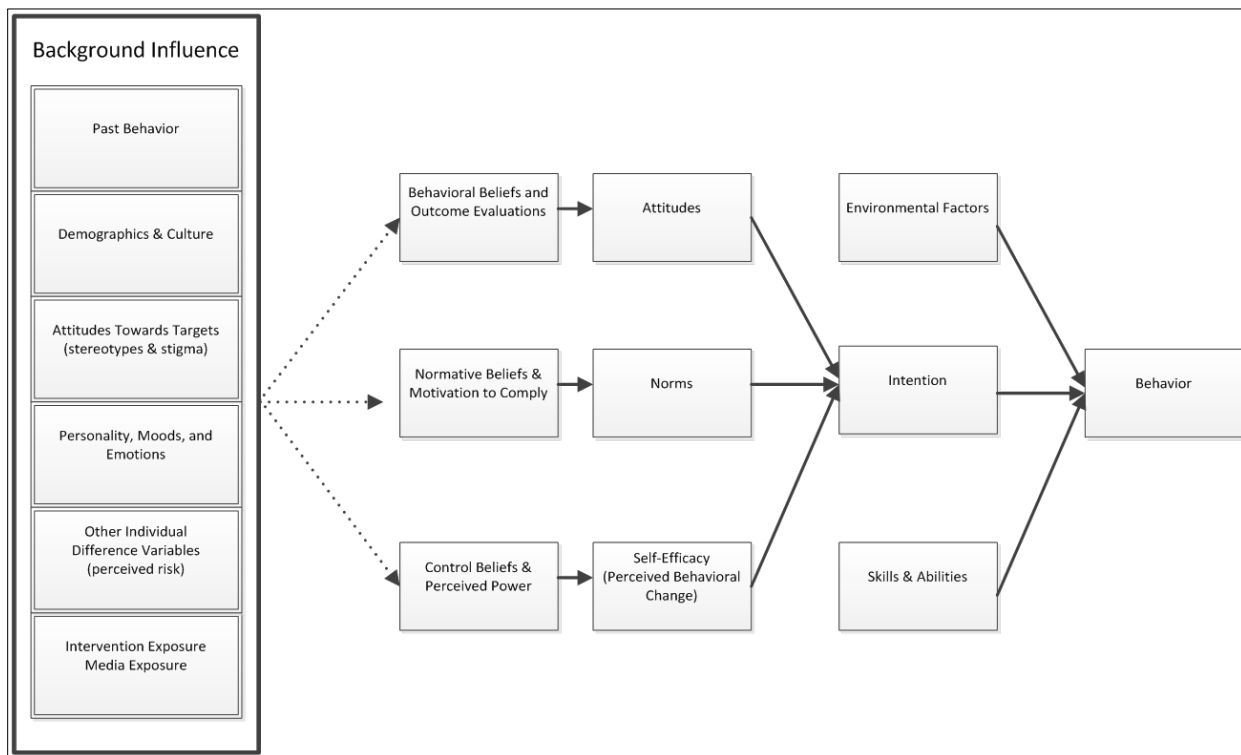 Background Influence
Past Behavior
Demographics & Culture
Attitudes Towards Targets
(stereotypes & stigma)
Personality, Moods, and
Emotions
Other Individual
Difference Variables
(perceived risk)
Intervention Exposure
Media Exposure
Behavioral Beliefs and
Outcome Evaluations
Attitudes
Environmental Factors
Normative Beliefs &
Motivation to Comply
Norms
Intention
Behavior
Control Beliefs &
Perceived Power
Self-Efficacy
(Perceived Behavioral
Change)
Skills & Abilities